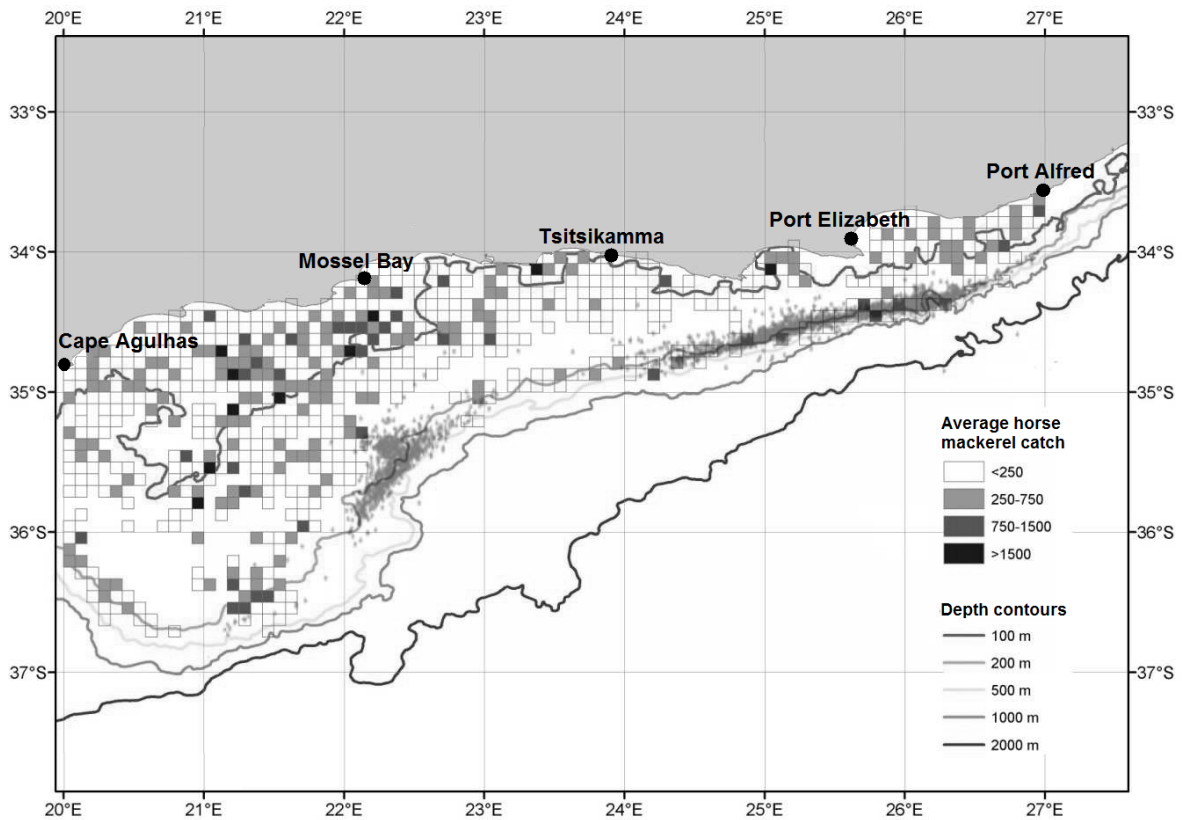 20°E 21°E 22°E 23°E 24°E 25°E 26°E 27°E
33°S 33°S
Port Alfred
Port Elizabeth
34°S 34°S
Tsitsikamma
Mossel Bay
Cape Agulhas
35°S 35°S
Average horse
mackerel catch
<250
250-750
750-1500
>1500
36°S 36°S
Depth contours
100 m
200 m
500 m
1000 m
2000 m
37°S 37°S
20°E 21°E 22°E 23°E 24°E 25°E 26°E 27°E